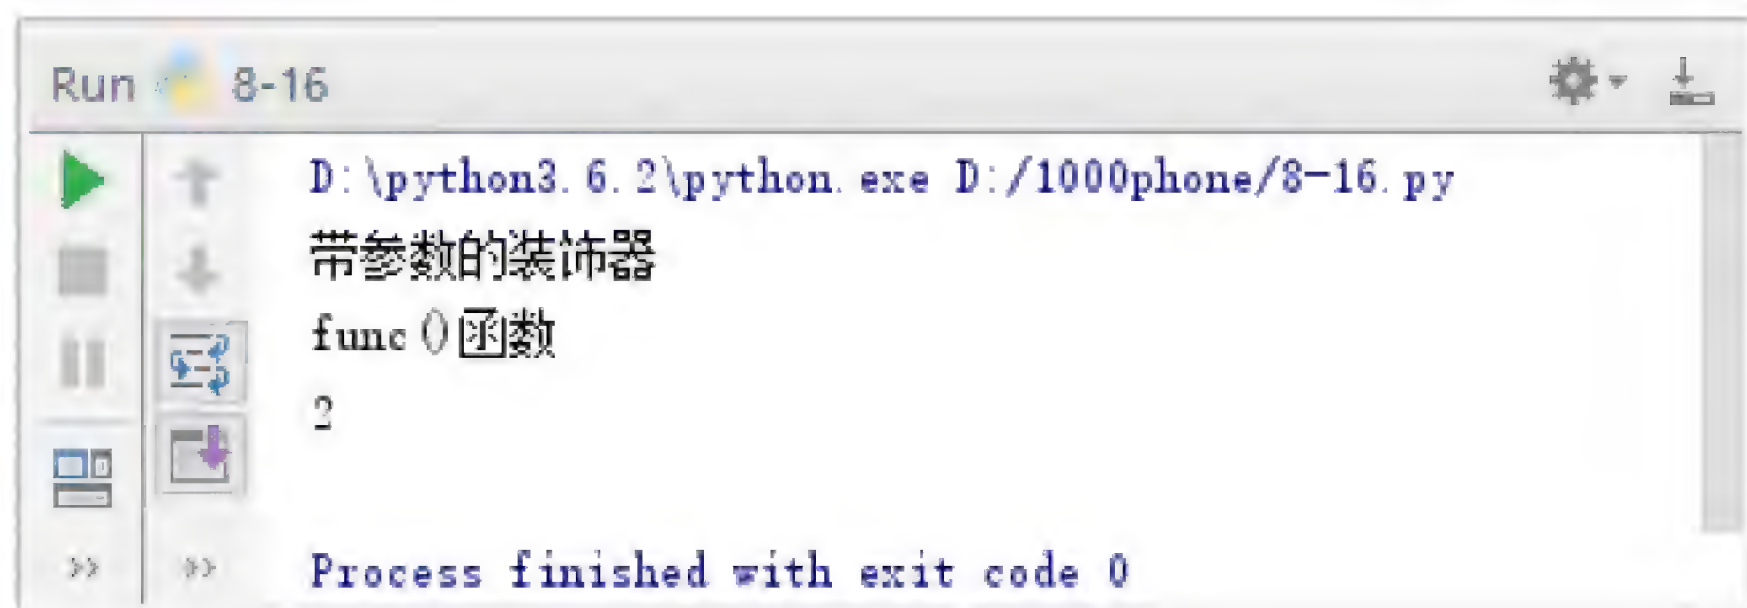 Run 8-16
D:\python3.6.2\python.exe D:/1000phone/8-16.py
带参数的装饰器
func()函数
2
Process finished with exit code 0